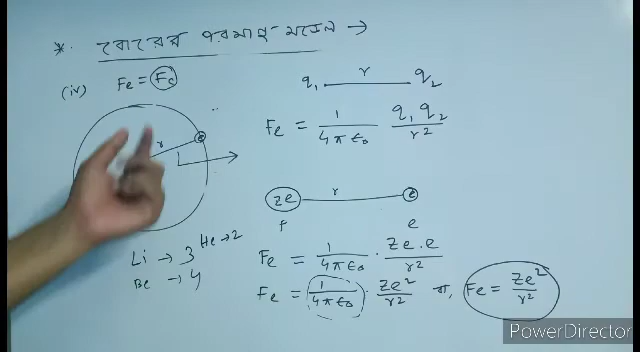 * বোরের পরমাণু মডেল →
(iv) Fe = Fc
q₁ r q₂
Fe = 1/4πε₀ q₁q₂/r²
r e
ze r e
e
Fe = 1/4πε₀ · Ze.e/r²
Li → 3 He → 2
Be → 4
Fe = 1/4πε₀ · Ze²/r² বা, Fe = Ze²/r²
PowerDirector